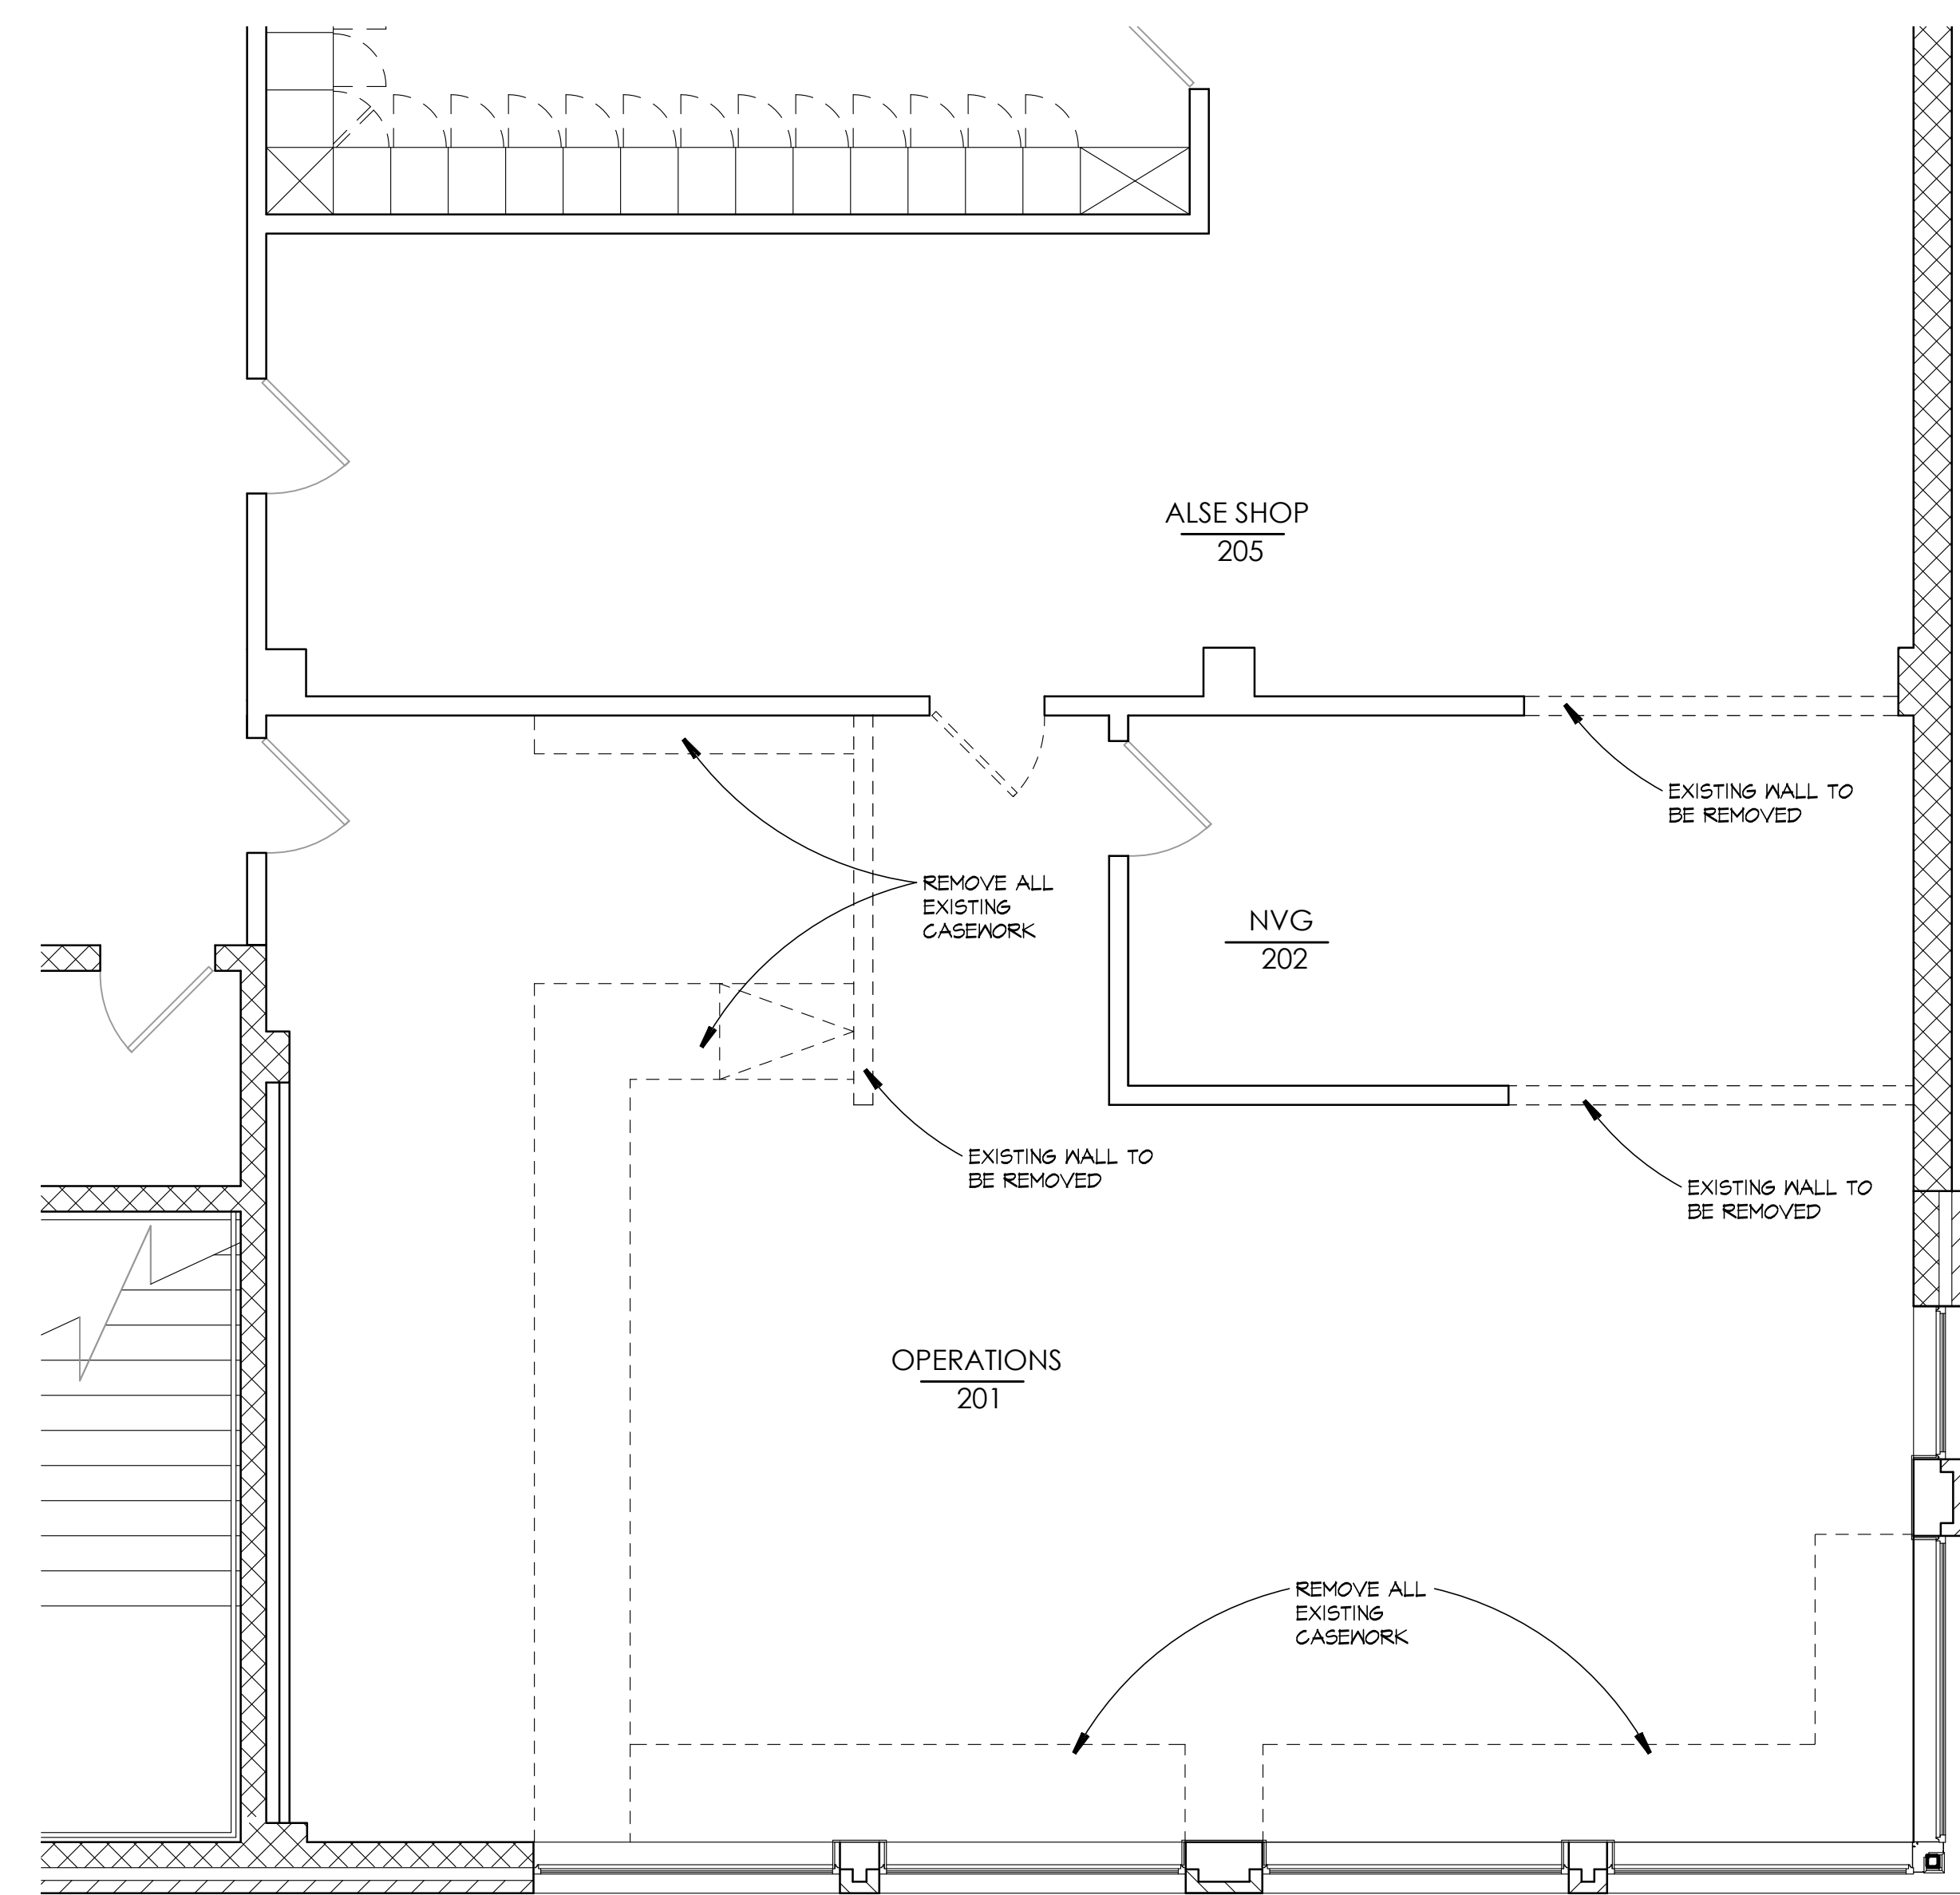 ALSE SHOP
205
EXISTING WALL TO
BE REMOVED
REMOVE ALL
EXISTING
CASEWORK
NVG
202
EXISTING WALL TO
BE REMOVED
EXISTING WALL TO
BE REMOVED
OPERATIONS
201
REMOVE ALL
EXISTING
CASEWORK